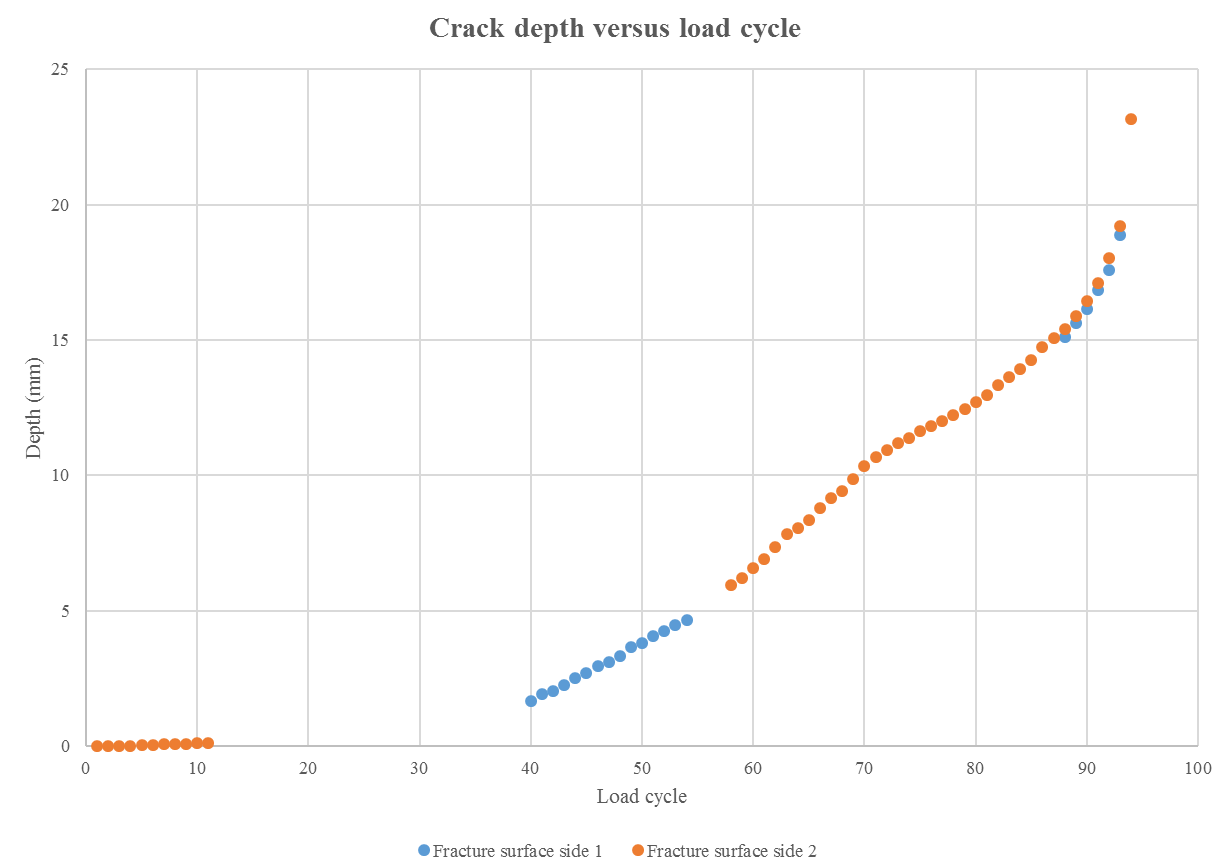 Crack depth versus load cycle
25
20
15
10
5
0
Depth (mm)
0 10 20 30 40 50 60 70 80 90 100
Load cycle
Fracture surface side 1 Fracture surface side 2